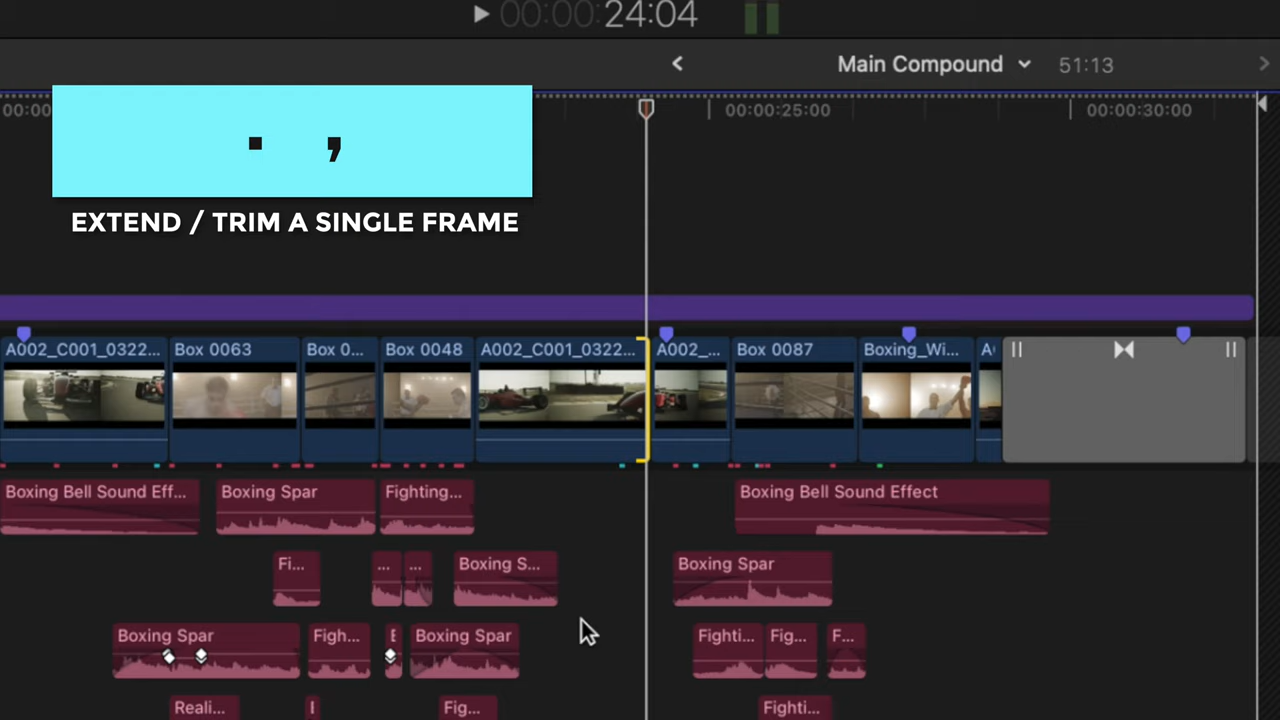 00:00:24:04
Main Compound 51:13
00:00
00:00:25:00
00:00:30:00
. ,
EXTEND / TRIM A SINGLE FRAME
A002_C001_0322...
Box 0063
Box 0...
Box 0048
A002_C001_0322...
A002_...
Box 0087
Boxing_Wi...
Boxing Bell Sound Eff...
Boxing Spar
Fighting...
Boxing Bell Sound Effect
Fi...
...
...
Boxing S...
Boxing Spar
Boxing Spar
Figh...
Boxing Spar
Fighti...
Fig...
F...
Reali...
Fig...
Fighti...